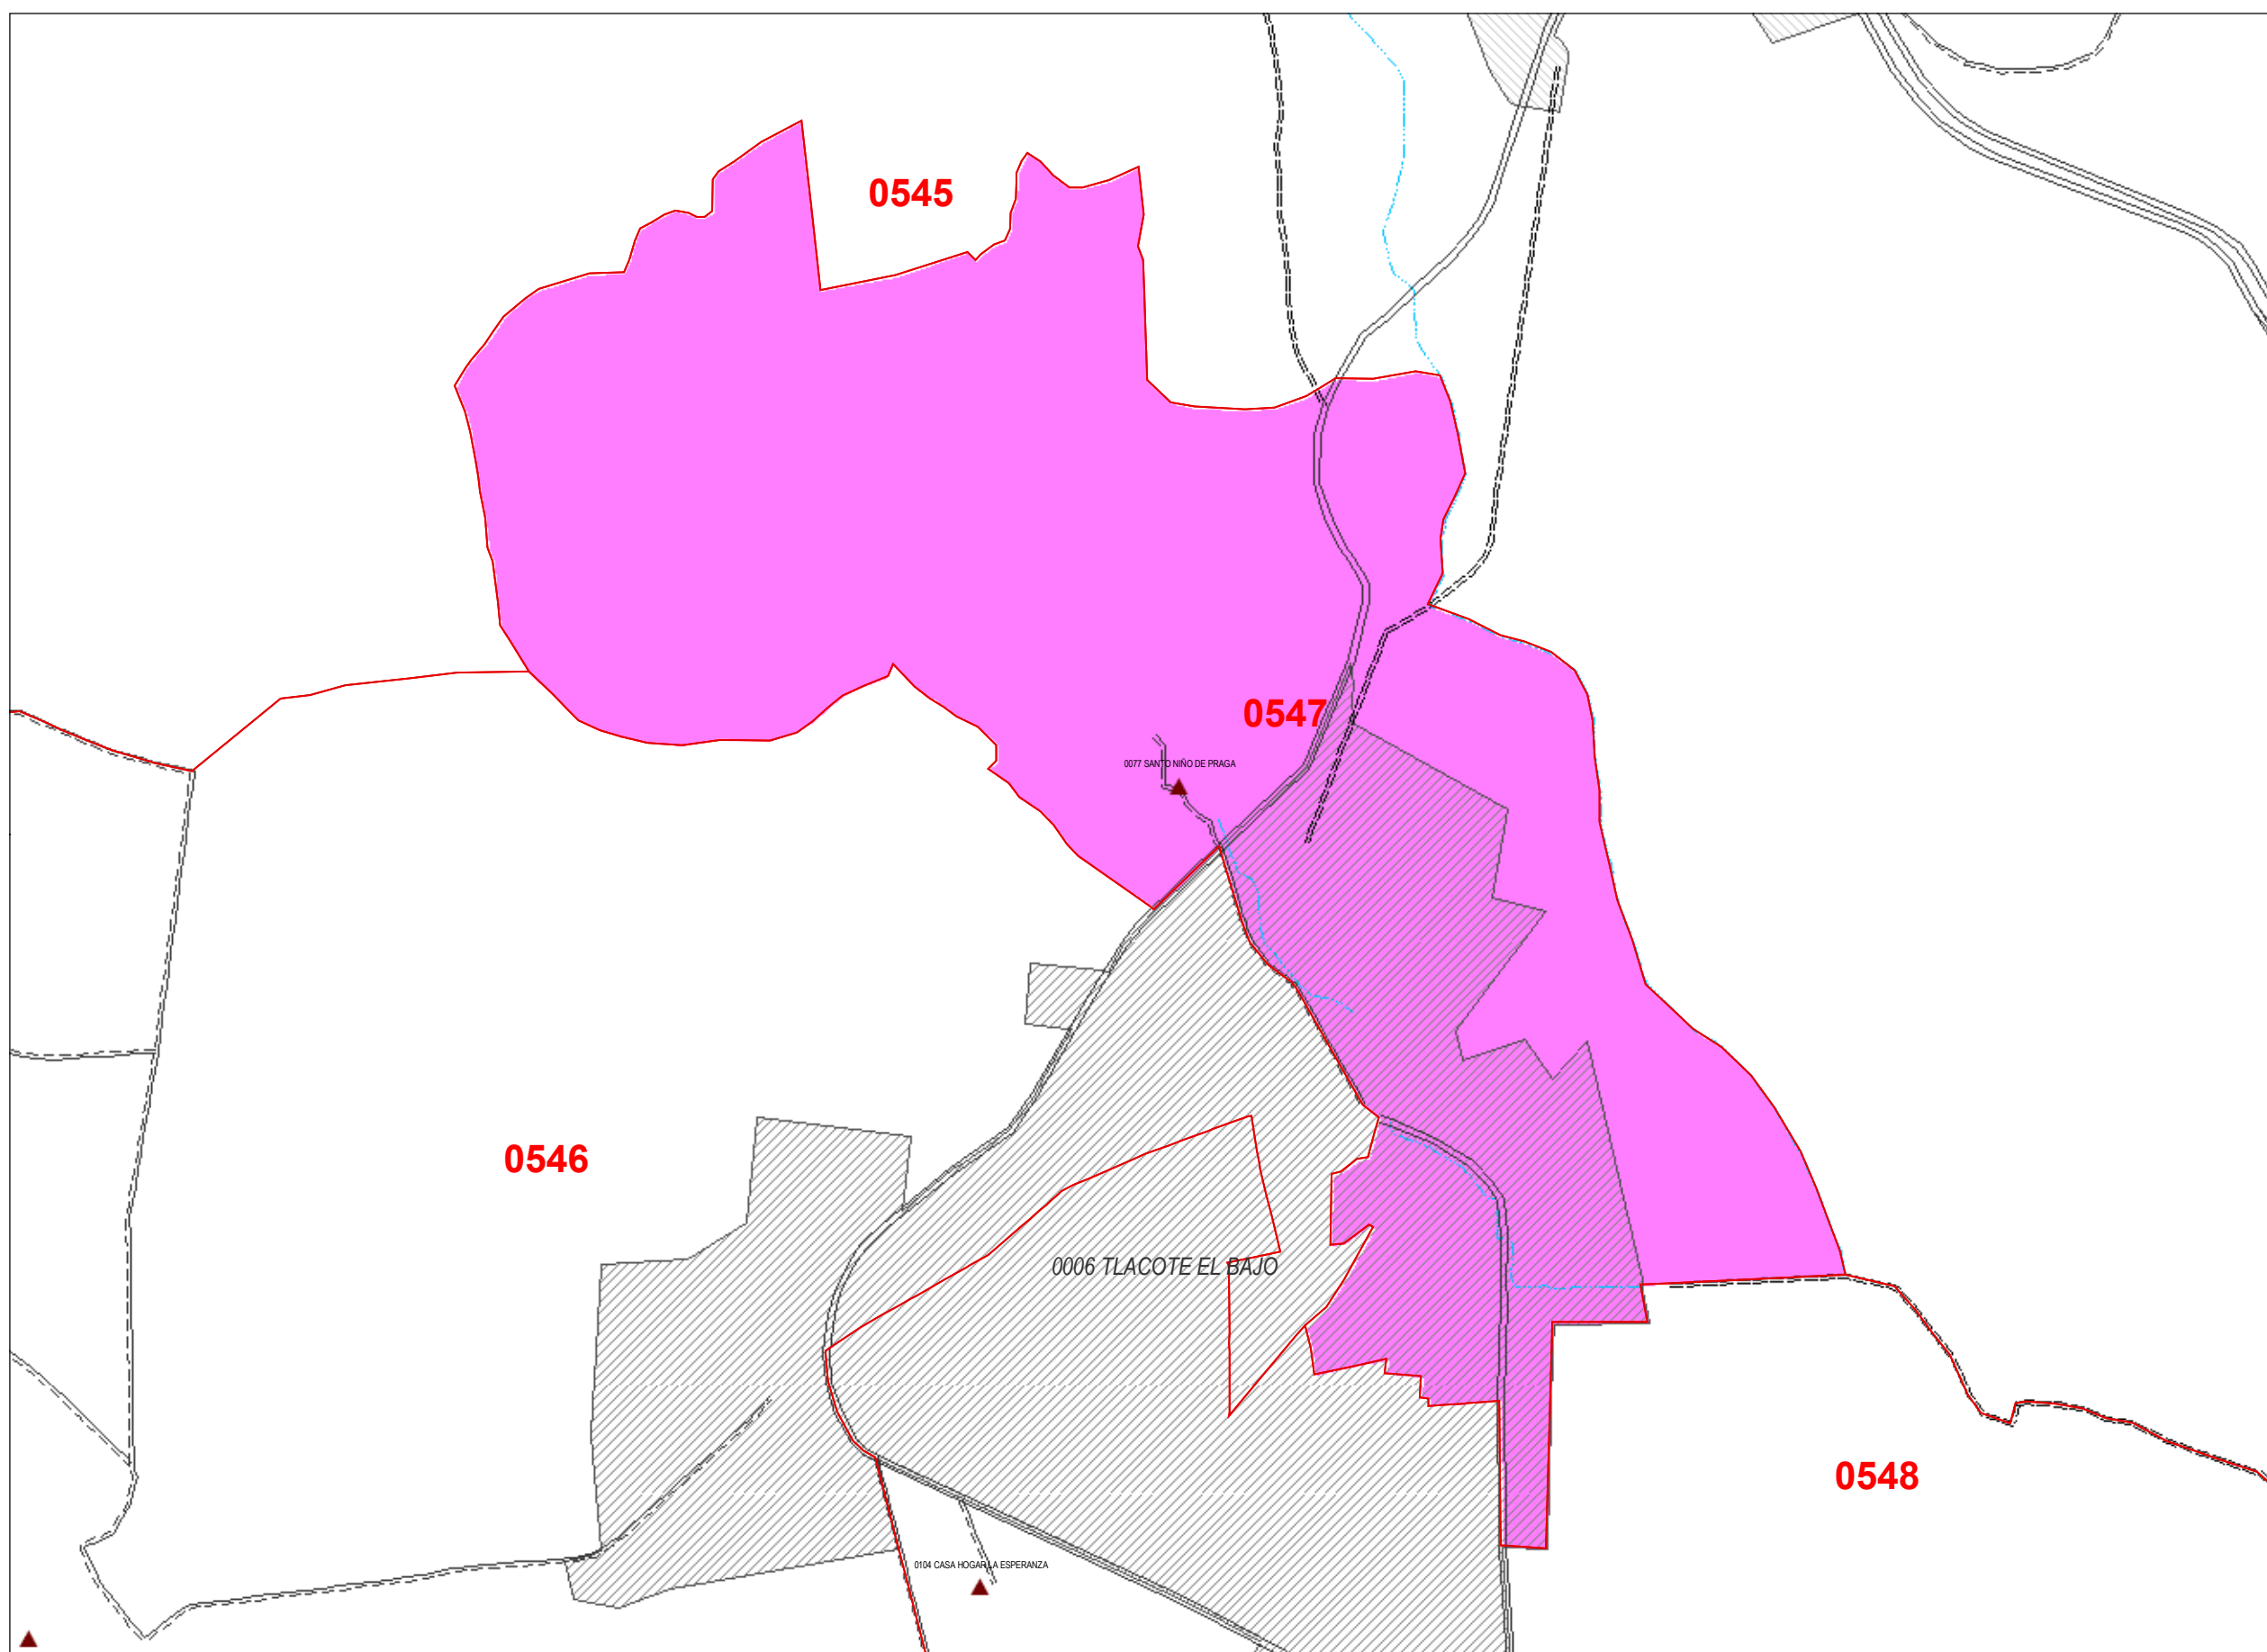 0545
0547
0077 SANTO NIÑO DE PRAGA
0546
0006 TLACOTE EL BAJO
0548
0104 CASA HOGAR LA ESPERANZA